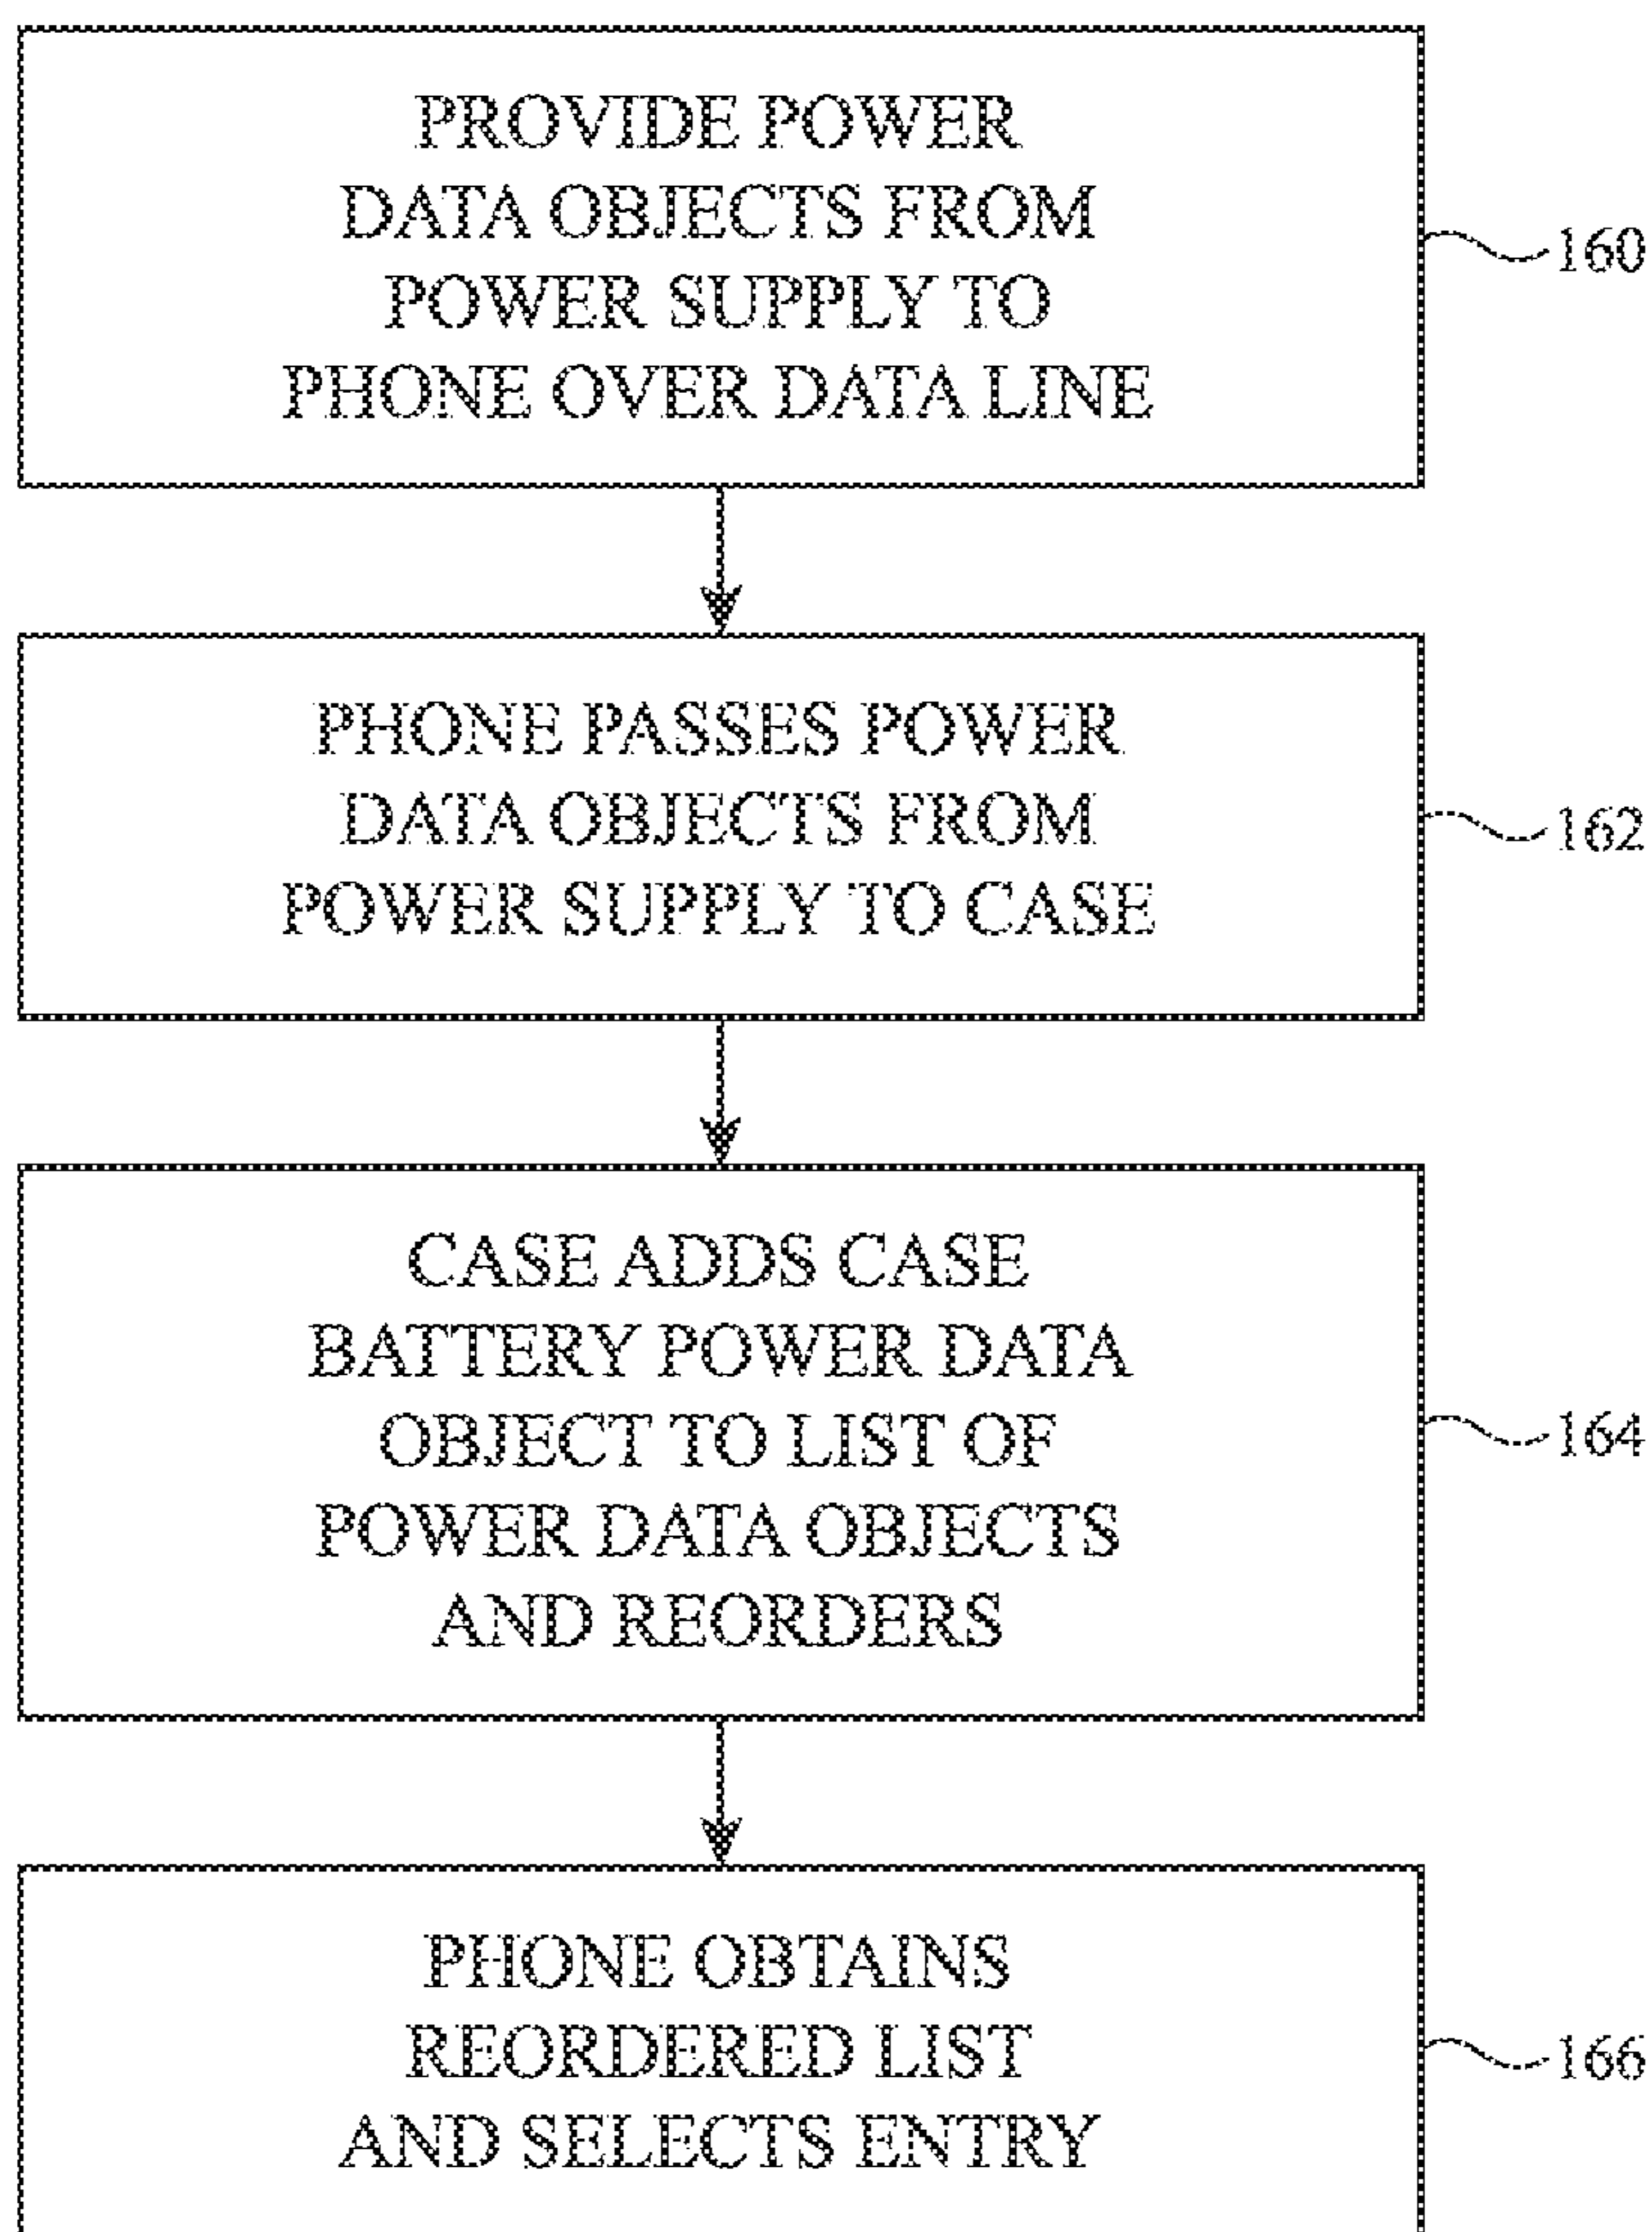 PROVIDE POWER
DATA OBJECTS FROM
POWER SUPPLY TO
PHONE OVER DATA LINE
160
PHONE PASSES POWER
DATA OBJECTS FROM
POWER SUPPLY TO CASE
162
CASE ADDS CASE
BATTERY POWER DATA
OBJECT TO LIST OF
POWER DATA OBJECTS
AND REORDERS
164
PHONE OBTAINS
REORDERED LIST
AND SELECTS ENTRY
166